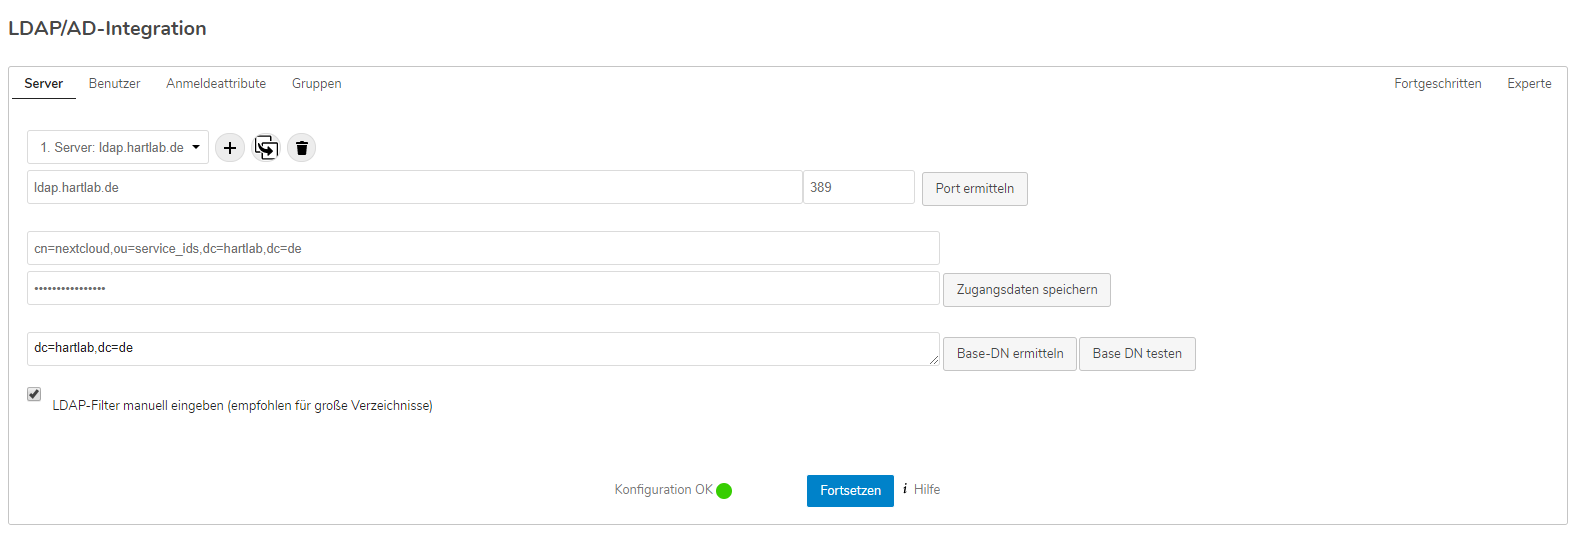 LDAP/AD-Integration
Server Benutzer Anmeldeattribute Gruppen Fortgeschritten Experte
1. Server: ldap.hartlab.de
ldap.hartlab.de 389 Port ermitteln
cn=nextcloud,ou=service_ids,dc=hartlab,dc=de
•••••••••••••••• Zugangsdaten speichern
dc=hartlab,dc=de Base-DN ermitteln Base DN testen
LDAP-Filter manuell eingeben (empfohlen für große Verzeichnisse)
Konfiguration OK Fortsetzen i Hilfe